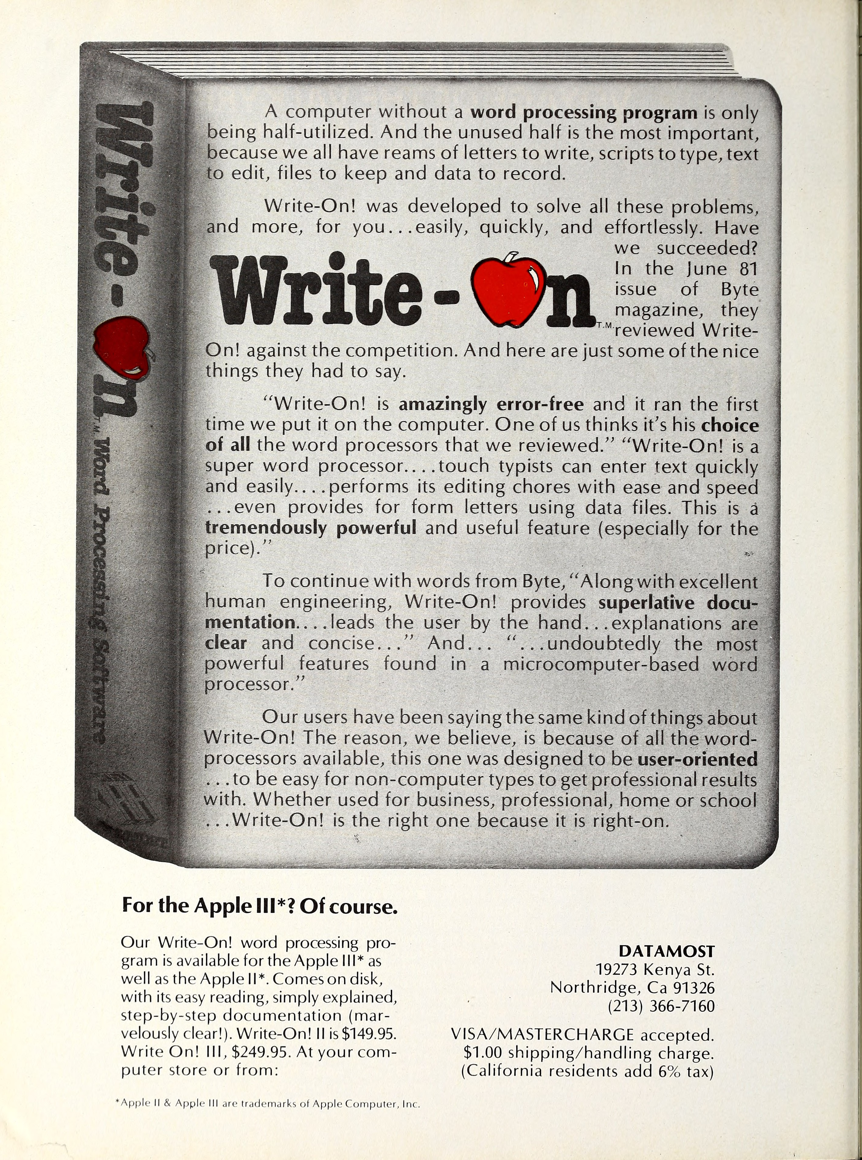 Write-On
T.M. Word Processing Software
A computer without a word processing program is only
being half-utilized. And the unused half is the most important,
because we all have reams of letters to write, scripts to type, text
to edit, files to keep and data to record.
Write-On! was developed to solve all these problems,
and more, for you...easily, quickly, and effortlessly. Have
we succeeded?
In the June 81
issue of Byte
magazine, they
Write-On T.M. reviewed Write-
On! against the competition. And here are just some of the nice
things they had to say.
“Write-On! is amazingly error-free and it ran the first
time we put it on the computer. One of us thinks it’s his choice
of all the word processors that we reviewed.” “Write-On! is a
super word processor....touch typists can enter text quickly
and easily....performs its editing chores with ease and speed
...even provides for form letters using data files. This is a
tremendously powerful and useful feature (especially for the
price).”
To continue with words from Byte, “Along with excellent
human engineering, Write-On! provides superlative docu-
mentation....leads the user by the hand...explanations are
clear and concise...” And... “...undoubtedly the most
powerful features found in a microcomputer-based word
processor.”
Our users have been saying the same kind of things about
Write-On! The reason, we believe, is because of all the word-
processors available, this one was designed to be user-oriented
...to be easy for non-computer types to get professional results
with. Whether used for business, professional, home or school
...Write-On! is the right one because it is right-on.
For the Apple III*? Of course.
Our Write-On! word processing pro-
gram is available for the Apple III* as
well as the Apple II*. Comes on disk,
with its easy reading, simply explained,
step-by-step documentation (mar-
velously clear!). Write-On! II is $149.95.
Write On! III, $249.95. At your com-
puter store or from:
DATAMOST
19273 Kenya St.
Northridge, Ca 91326
(213) 366-7160
VISA/MASTERCHARGE accepted.
$1.00 shipping/handling charge.
(California residents add 6% tax)
*Apple II & Apple III are trademarks of Apple Computer, Inc.